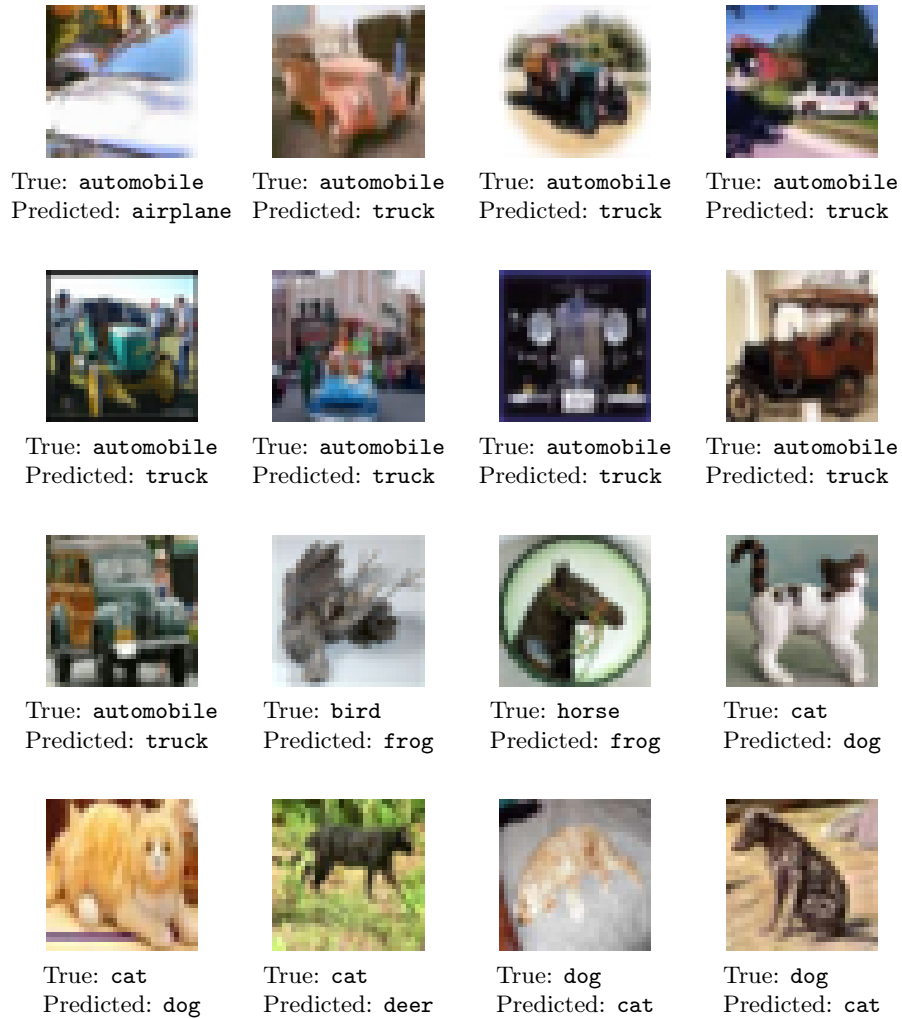 True: automobile
Predicted: airplane
True: automobile
Predicted: truck
True: automobile
Predicted: truck
True: automobile
Predicted: truck
True: automobile
Predicted: truck
True: automobile
Predicted: truck
True: automobile
Predicted: truck
True: automobile
Predicted: truck
True: automobile
Predicted: truck
True: bird
Predicted: frog
True: horse
Predicted: frog
True: cat
Predicted: dog
True: cat
Predicted: dog
True: cat
Predicted: deer
True: dog
Predicted: cat
True: dog
Predicted: cat